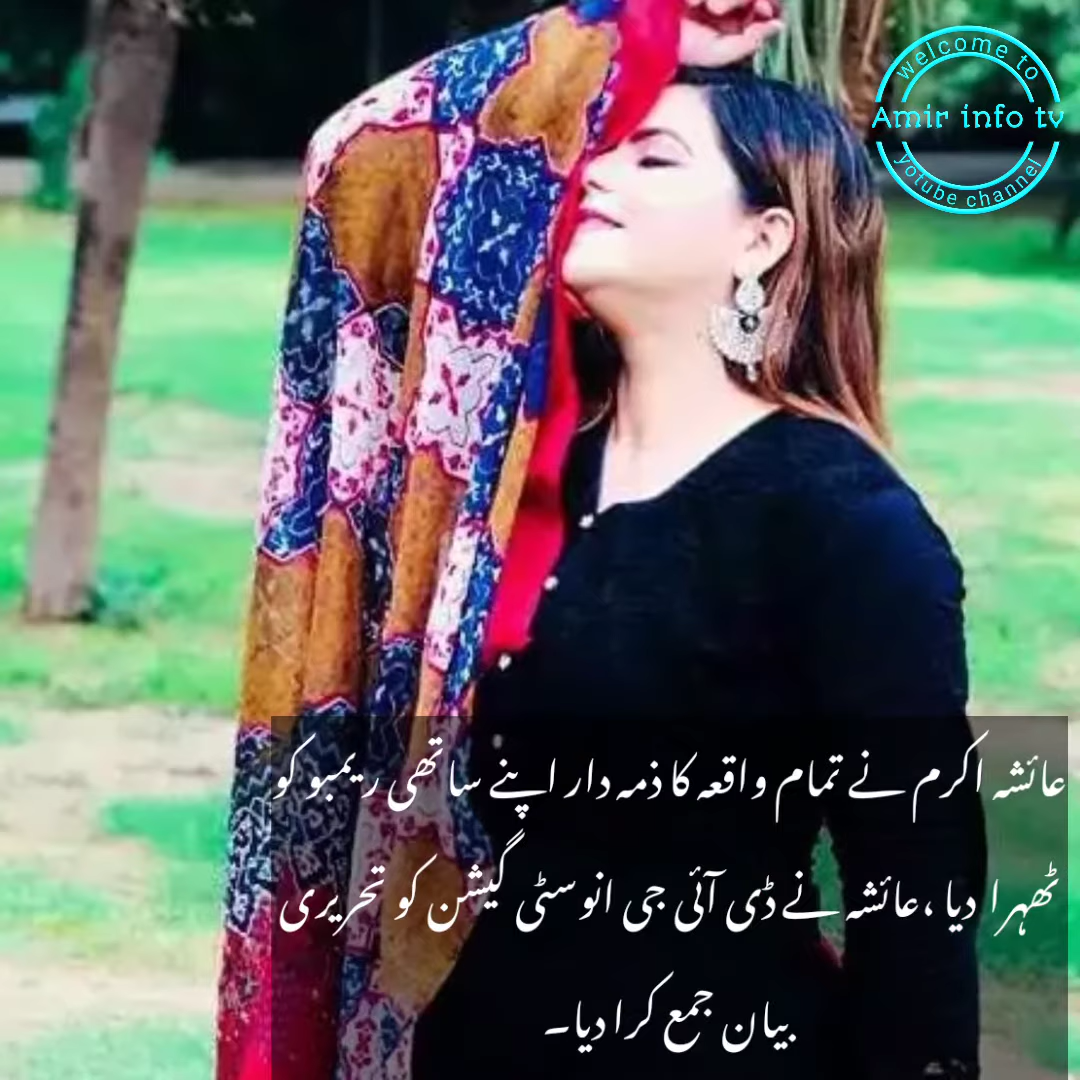 welcome to
Amir info tv
yotube channel
عائشہ اکرم نے تمام واقعہ کا ذمہ دار اپنے ساتھی ریمبو کو
ٹھہرا دیا ،عائشہ نے ڈی آئی جی انوسٹی گیشن کو تحریری
بیان جمع کرا دیا۔